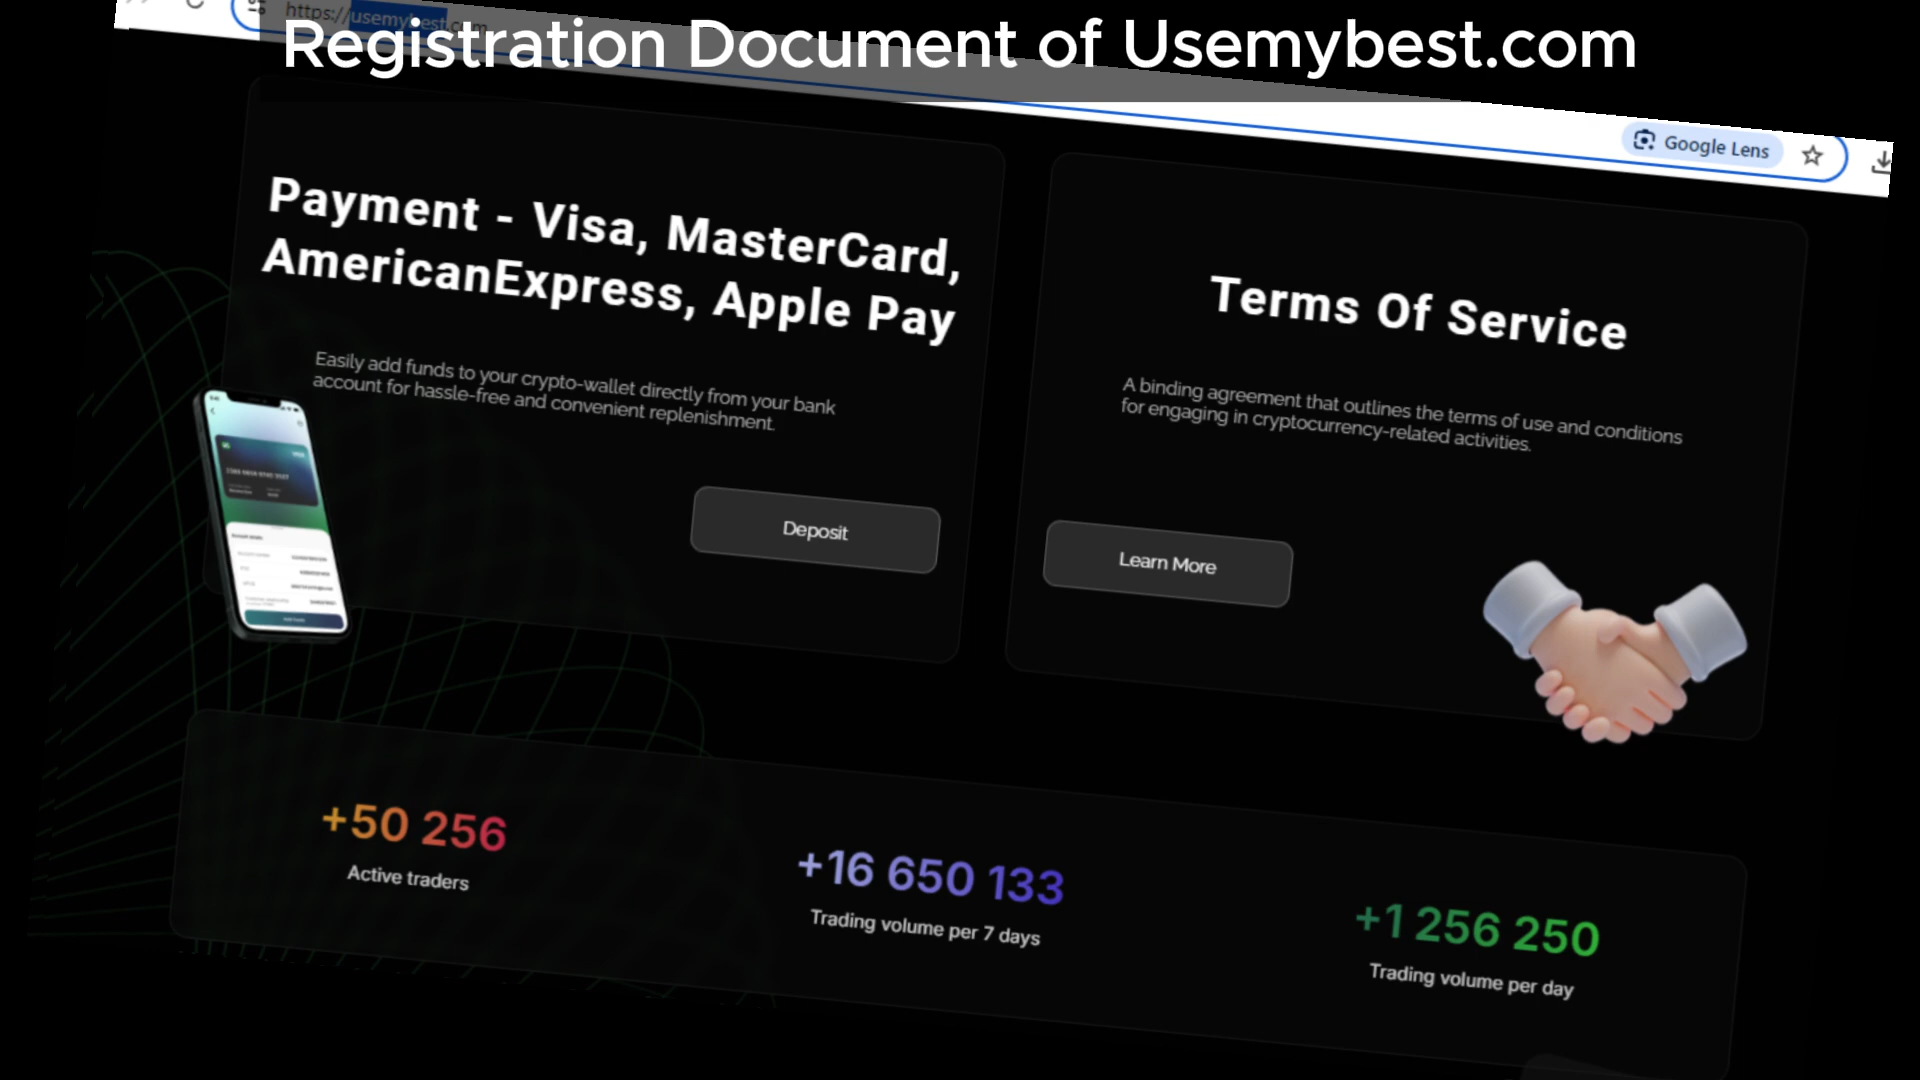 https://usemybest.com
Registration Document of Usemybest.com
Google Lens
Payment - Visa, MasterCard,
AmericanExpress, Apple Pay
Easily add funds to your crypto-wallet directly from your bank
account for hassle-free and convenient replenishment.
Deposit
Terms Of Service
A binding agreement that outlines the terms of use and conditions
for engaging in cryptocurrency-related activities.
Learn More
+50 256
Active traders
+16 650 133
Trading volume per 7 days
+1 256 250
Trading volume per day